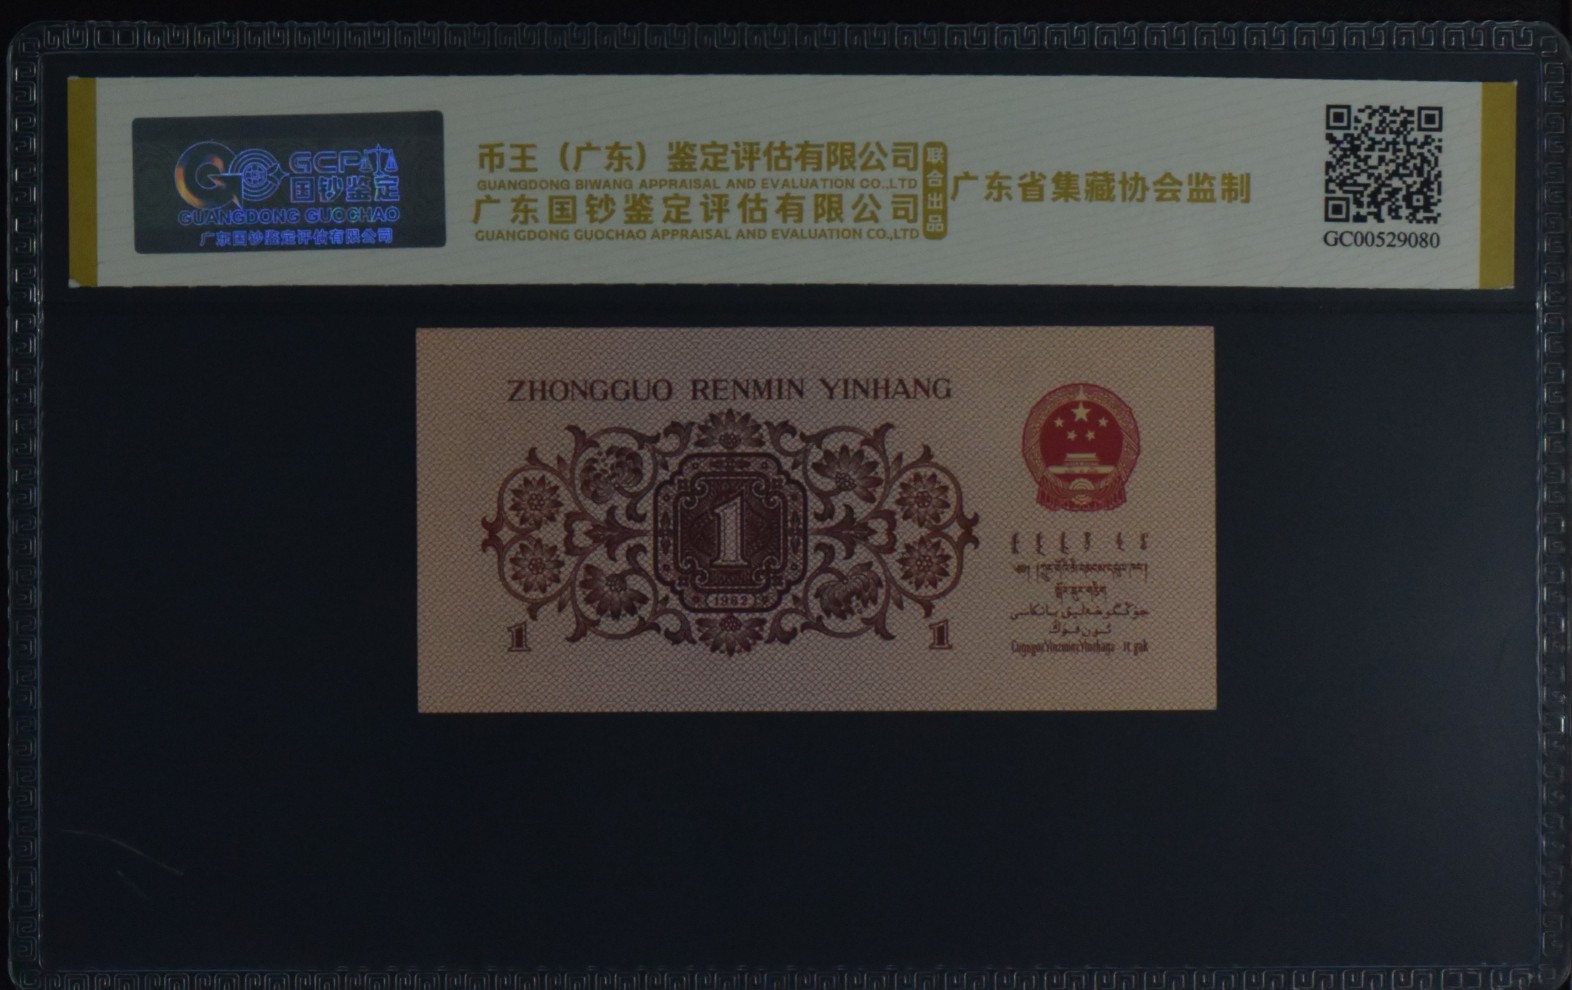 GCP
国钞鉴定
GUANGDONG GUOCHAO
广东国钞鉴定评估有限公司
币王（广东）鉴定评估有限公司
GUANGDONG BIWANG APPRAISAL AND EVALUATION CO.,LTD
广东国钞鉴定评估有限公司
GUANGDONG GUOCHAO APPRAISAL AND EVALUATION CO,.LTD
联合出品
广东省集藏协会监制
GC00529080
ZHONGGUO RENMIN YINHANG
1
1962
1
1